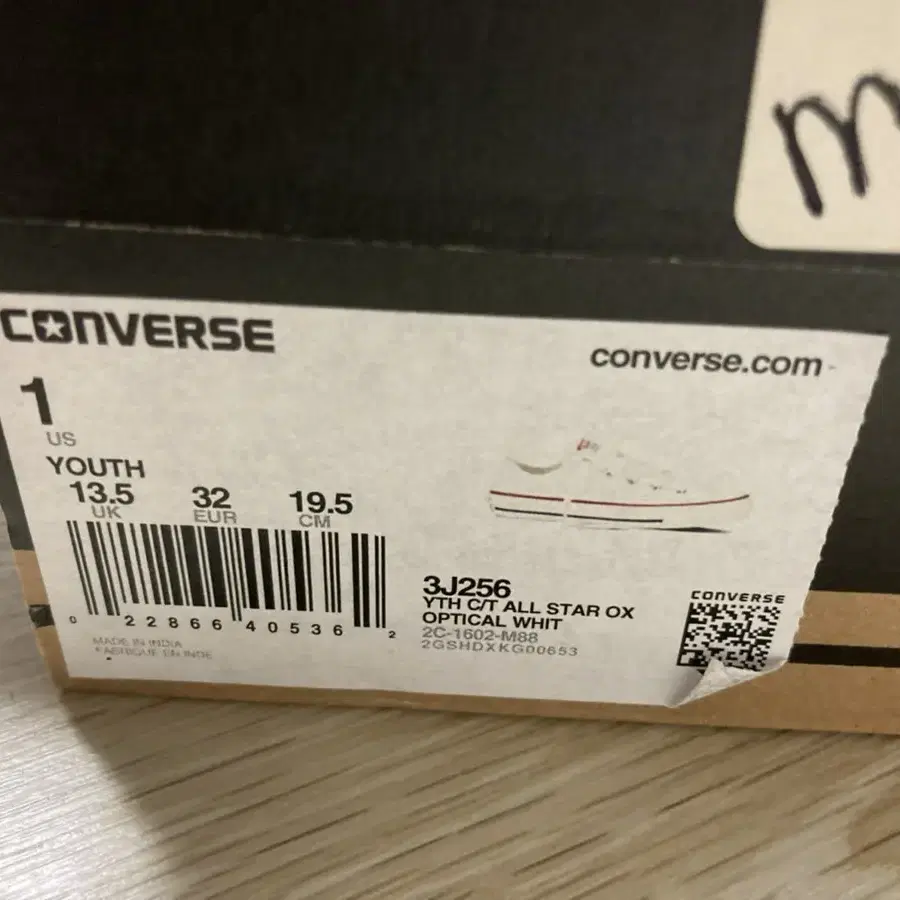 m
CONVERSE
converse.com
1
US
YOUTH
13.5 32 19.5
UK EUR CM
0 22866 40536 2
MADE IN INDIA
FABRIQUE EN INDE
3J256
YTH C/T ALL STAR OX
OPTICAL WHIT
2C-1602-M88
2GSHDXKG00653
CONVERSE